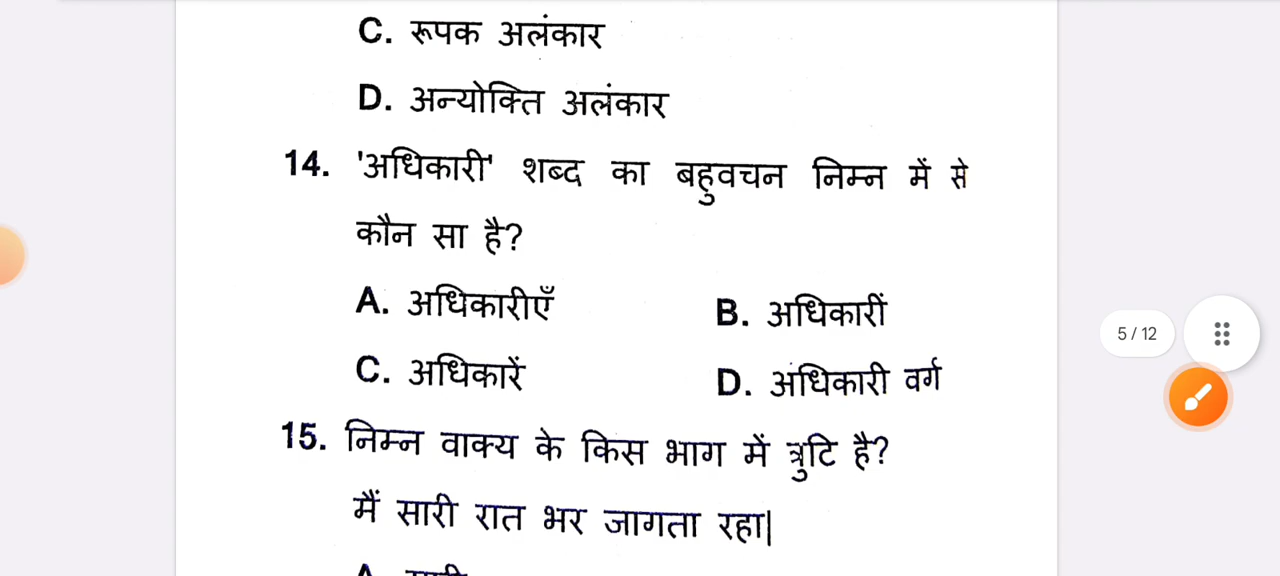 C. रूपक अलंकार
D. अन्योक्ति अलंकार
14. 'अधिकारी' शब्द का बहुवचन निम्न में से
कौन सा है?
A. अधिकारीएँ B. अधिकारीं
5 / 12
C. अधिकारें D. अधिकारी वर्ग
15. निम्न वाक्य के किस भाग में त्रुटि है?
मैं सारी रात भर जागता रहा|